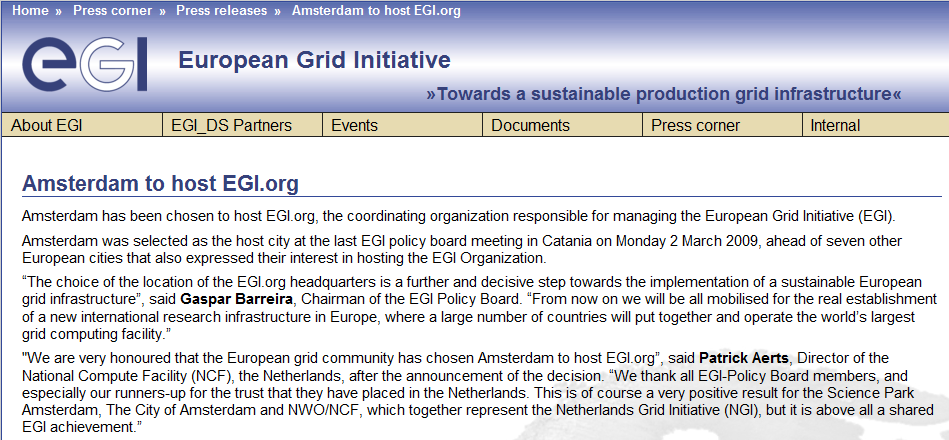 Home » Press corner » Press releases » Amsterdam to host EGI.org
eGI European Grid Initiative
»Towards a sustainable production grid infrastructure«
About EGI EGI_DS Partners Events Documents Press corner Internal
Amsterdam to host EGI.org
Amsterdam has been chosen to host EGI.org, the coordinating organization responsible for managing the European Grid Initiative (EGI).
Amsterdam was selected as the host city at the last EGI policy board meeting in Catania on Monday 2 March 2009, ahead of seven other
European cities that also expressed their interest in hosting the EGI Organization.
“The choice of the location of the EGI.org headquarters is a further and decisive step towards the implementation of a sustainable European
grid infrastructure”, said Gaspar Barreira, Chairman of the EGI Policy Board. “From now on we will be all mobilised for the real establishment
of a new international research infrastructure in Europe, where a large number of countries will put together and operate the world’s largest
grid computing facility.”
"We are very honoured that the European grid community has chosen Amsterdam to host EGI.org”, said Patrick Aerts, Director of the
National Compute Facility (NCF), the Netherlands, after the announcement of the decision. “We thank all EGI-Policy Board members, and
especially our runners-up for the trust that they have placed in the Netherlands. This is of course a very positive result for the Science Park
Amsterdam, The City of Amsterdam and NWO/NCF, which together represent the Netherlands Grid Initiative (NGI), but it is above all a shared
EGI achievement.”